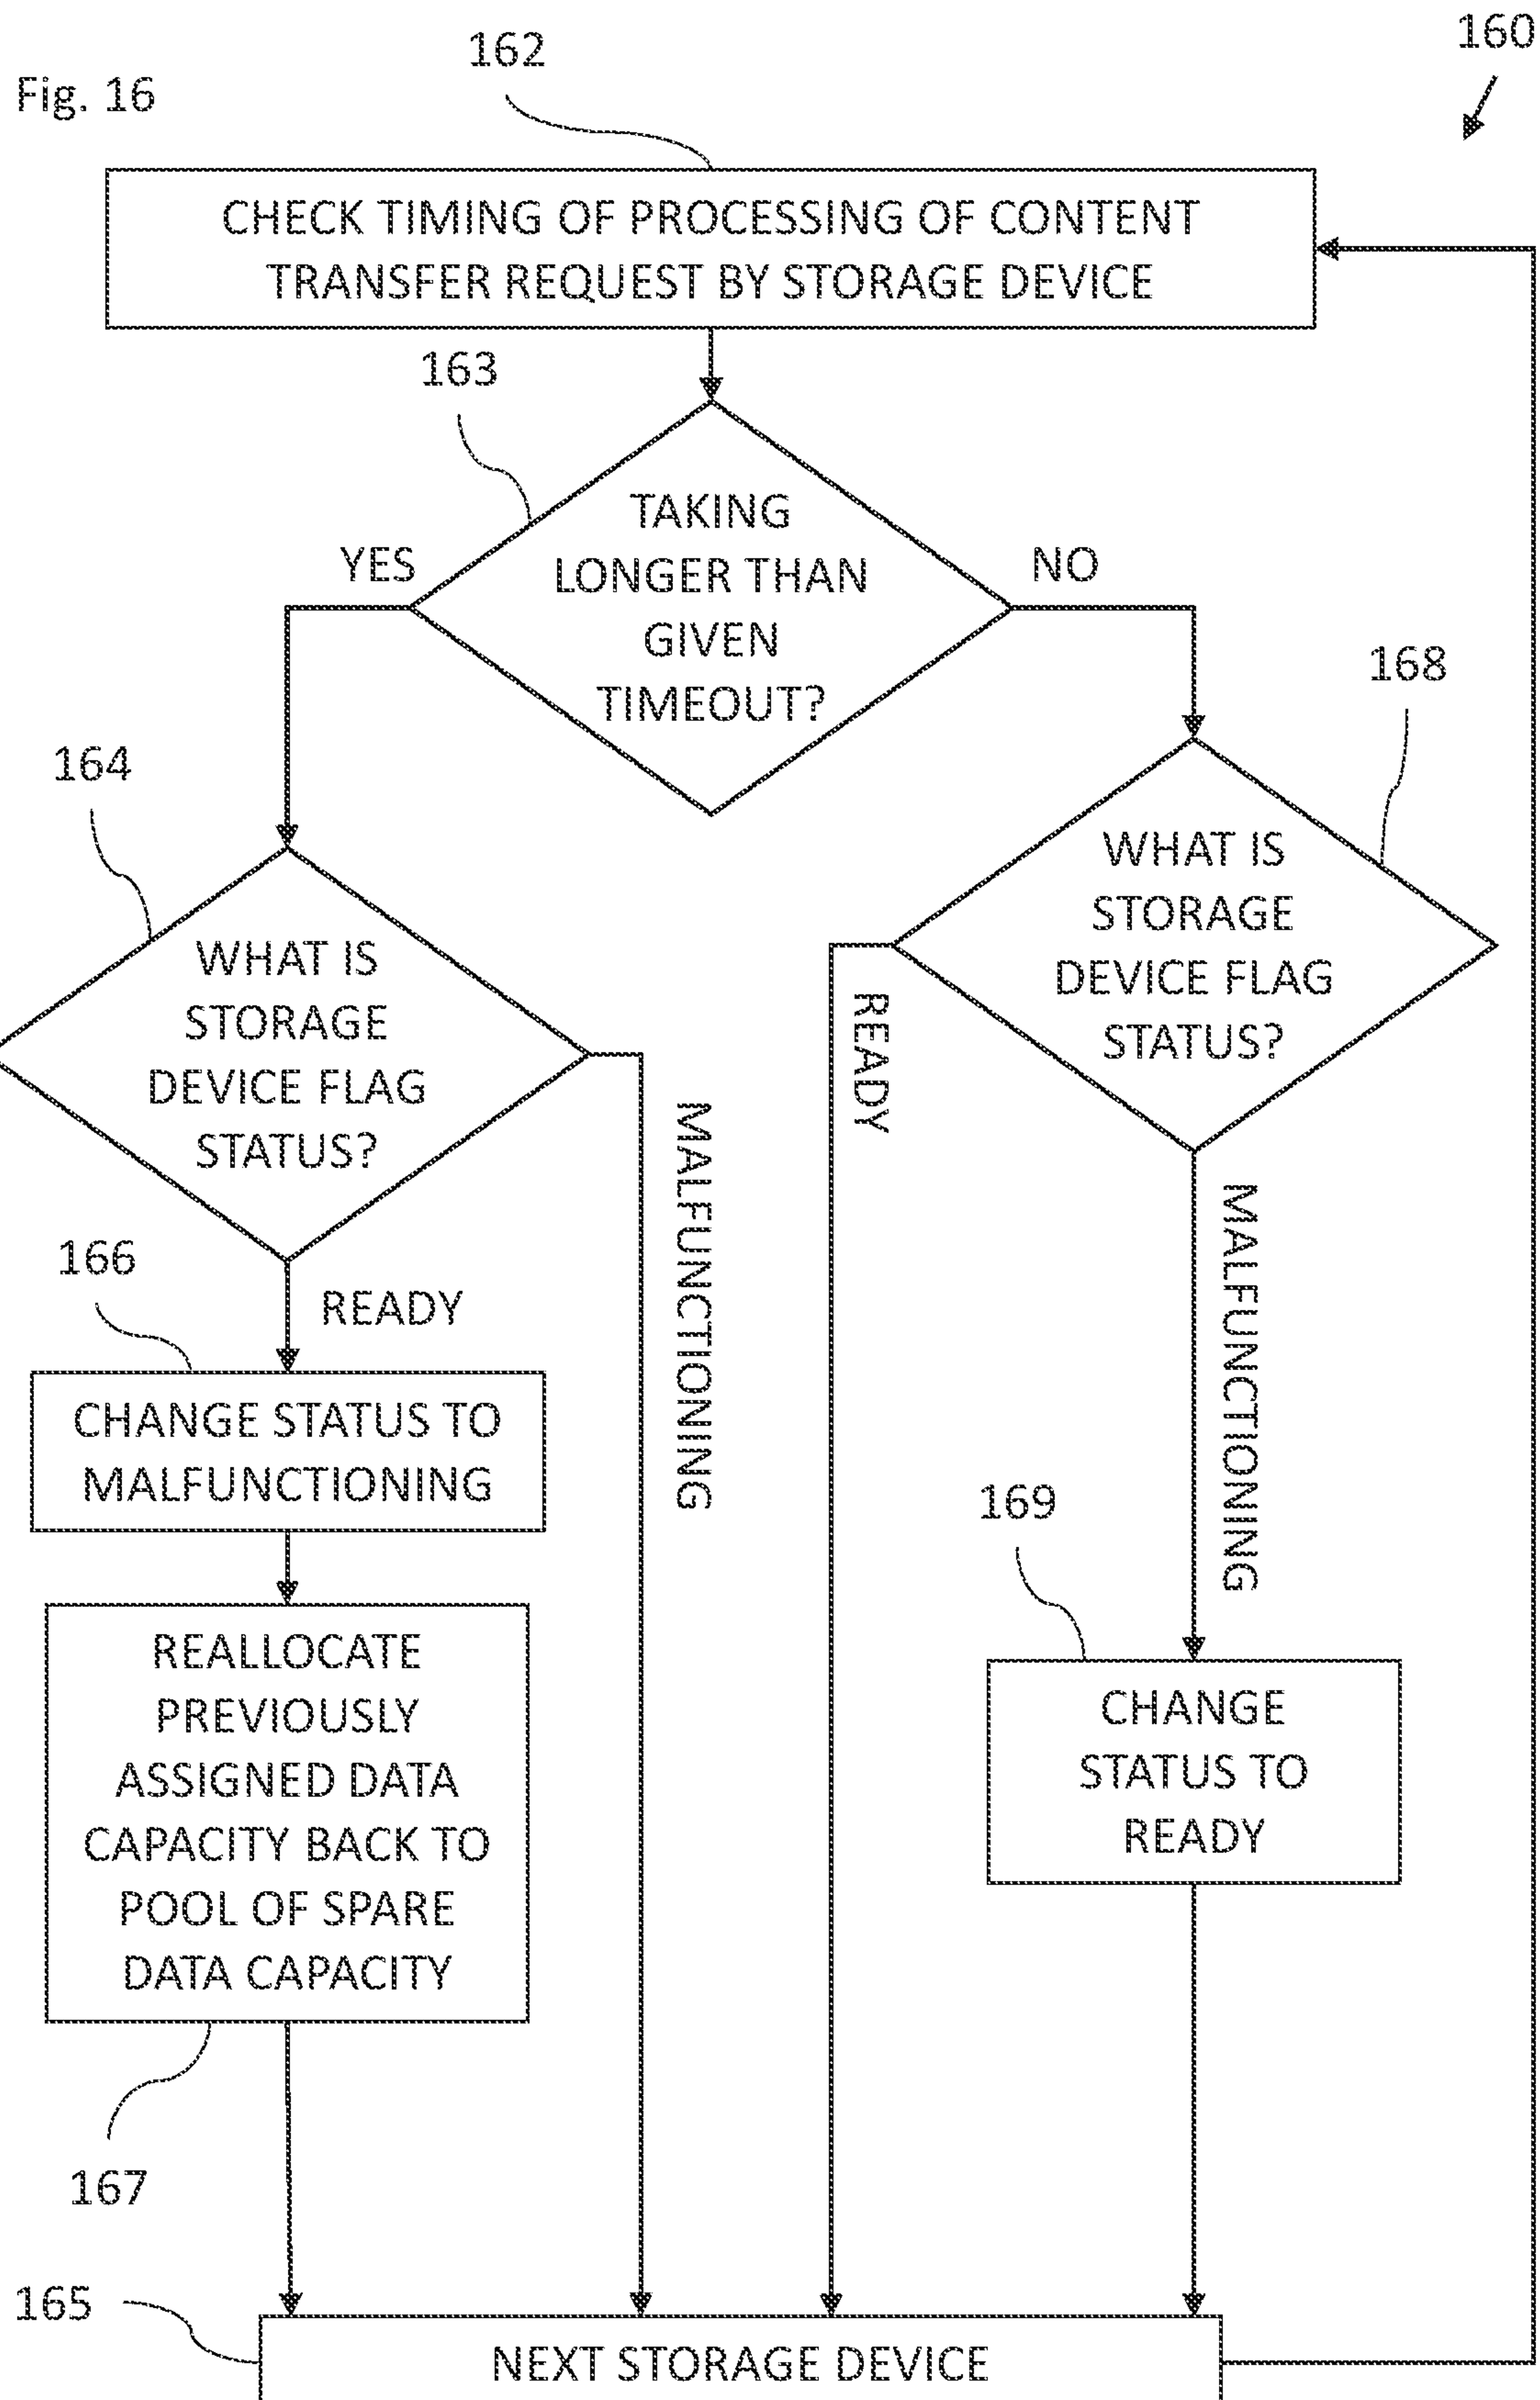 160
162
Fig. 16
CHECK TIMING OF PROCESSING OF CONTENT
TRANSFER REQUEST BY STORAGE DEVICE
163
TAKING
LONGER THAN
GIVEN
TIMEOUT?
YES
NO
168
164
WHAT IS
STORAGE
DEVICE FLAG
STATUS?
WHAT IS
STORAGE
DEVICE FLAG
STATUS?
READY
MALFUNCTIONING
MALFUNCTIONING
166
READY
CHANGE STATUS TO
MALFUNCTIONING
169
REALLOCATE
PREVIOUSLY
ASSIGNED DATA
CAPACITY BACK TO
POOL OF SPARE
DATA CAPACITY
CHANGE
STATUS TO
READY
167
165
NEXT STORAGE DEVICE